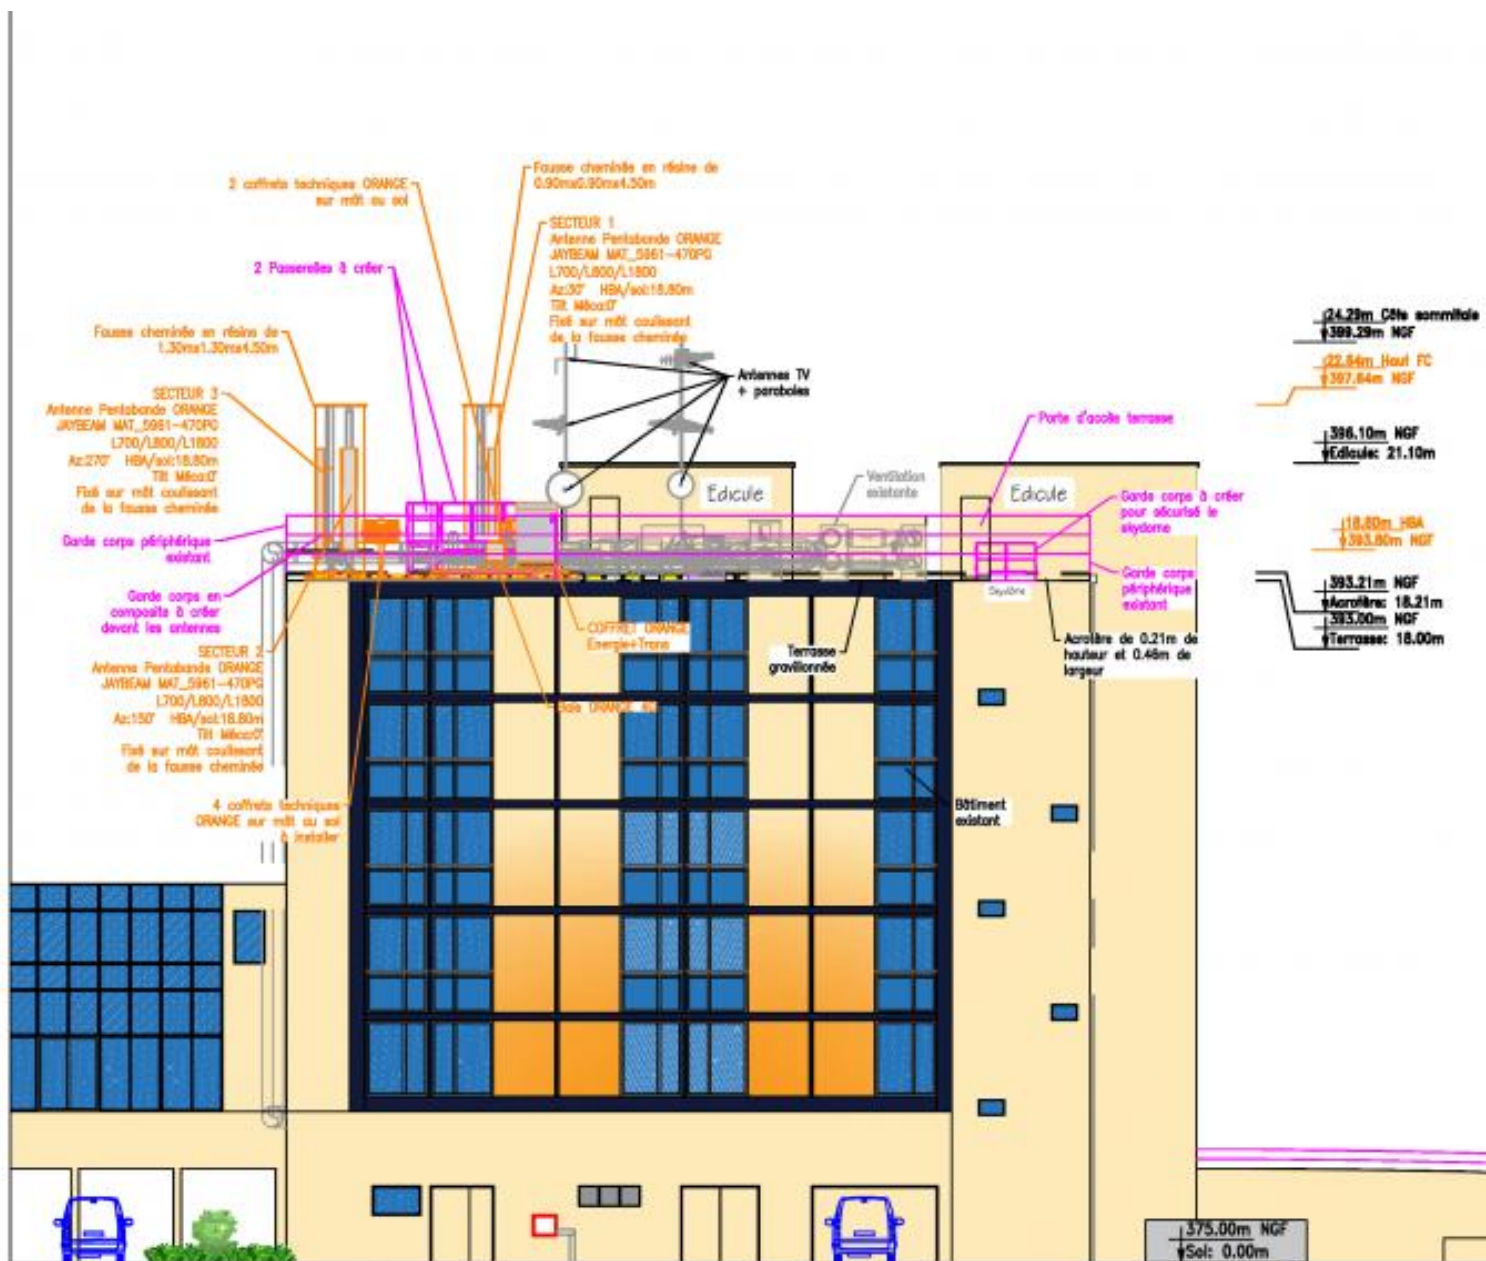 Fausse cheminée en résine de
0.90mx0.90mx4.50m
2 coffrets techniques ORANGE
sur mât au sol
SECTEUR 1
Antenne Pentabande ORANGE
JAYBEAM MAT_5961-470PG
L700/L800/L1800
Az:30° HBA/sol:18.80m
Tilt Méca:0°
Fixé sur mât coulissant
de la fausse cheminée
2 Passerelles à créer
Fausse cheminée en résine de
1.30mx1.30mx4.50m
SECTEUR 3
Antenne Pentabande ORANGE
JAYBEAM MAT_5961-470PG
L700/L800/L1800
Az:270° HBA/sol:18.80m
Tilt Méca:0°
Fixé sur mât coulissant
de la fausse cheminée
Antennes TV
+ paraboles
24.29m Côte sommitale
399.29m NGF
22.64m Haut FC
397.64m NGF
Porte d'accès terrasse
396.10m NGF
Edicule: 21.10m
Ventilation
existante
Edicule
Edicule
Garde corps à créer
pour sécurisé le
skydome
18.80m HBA
393.80m NGF
Garde corps périphérique
existant
Garde corps
périphérique
existant
Skydôme
393.21m NGF
Acrotère: 18.21m
393.00m NGF
Terrasse: 18.00m
Garde corps en
composite à créer
devant les antennes
COFFRET ORANGE
Energie+Trans
Terrasse
gravillonnée
Acrotère de 0.21m de
hauteur et 0.46m de
largeur
SECTEUR 2
Antenne Pentabande ORANGE
JAYBEAM MAT_5961-470PG
L700/L800/L1800
Az:150° HBA/sol:18.80m
Tilt Méca:0°
Fixé sur mât coulissant
de la fausse cheminée
Baie ORANGE 4G
4 coffrets techniques
ORANGE sur mât au sol
à installer
Bâtiment
existant
375.00m NGF
Sol: 0.00m